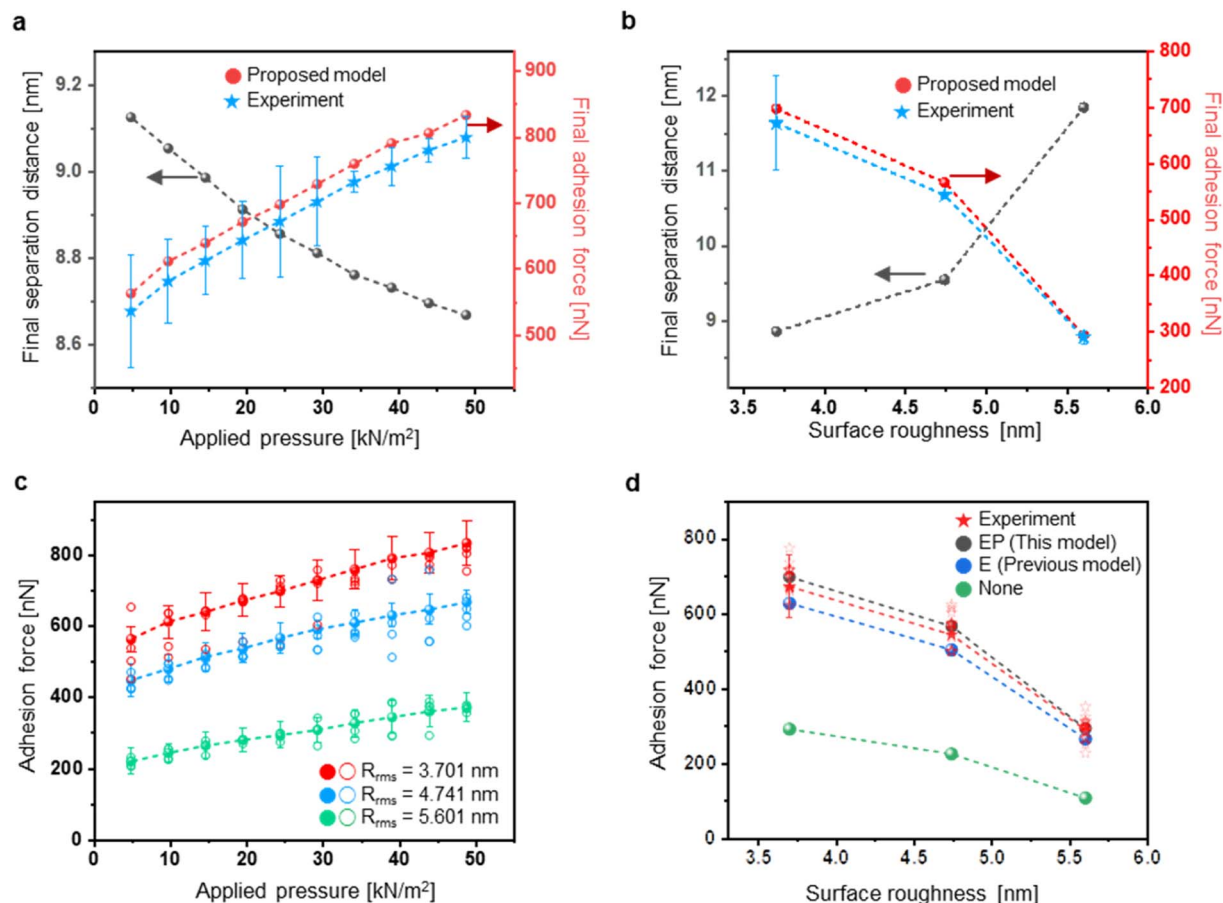 a
Final separation distance [nm]
9.2
9.0
8.8
8.6
Proposed model
Experiment
900
800
700
600
500
Final adhesion force [nN]
0 10 20 30 40 50
Applied pressure [kN/m²]
b
Final separation distance [nm]
12
11
10
9
Proposed model
Experiment
800
700
600
500
400
300
200
Final adhesion force [nN]
3.5 4.0 4.5 5.0 5.5 6.0
Surface roughness [nm]
c
Adhesion force [nN]
800
600
400
200
0
Rrms = 3.701 nm
Rrms = 4.741 nm
Rrms = 5.601 nm
0 10 20 30 40 50
Applied pressure [kN/m²]
d
Adhesion force [nN]
800
600
400
200
0
Experiment
EP (This model)
E (Previous model)
None
3.5 4.0 4.5 5.0 5.5 6.0
Surface roughness [nm]